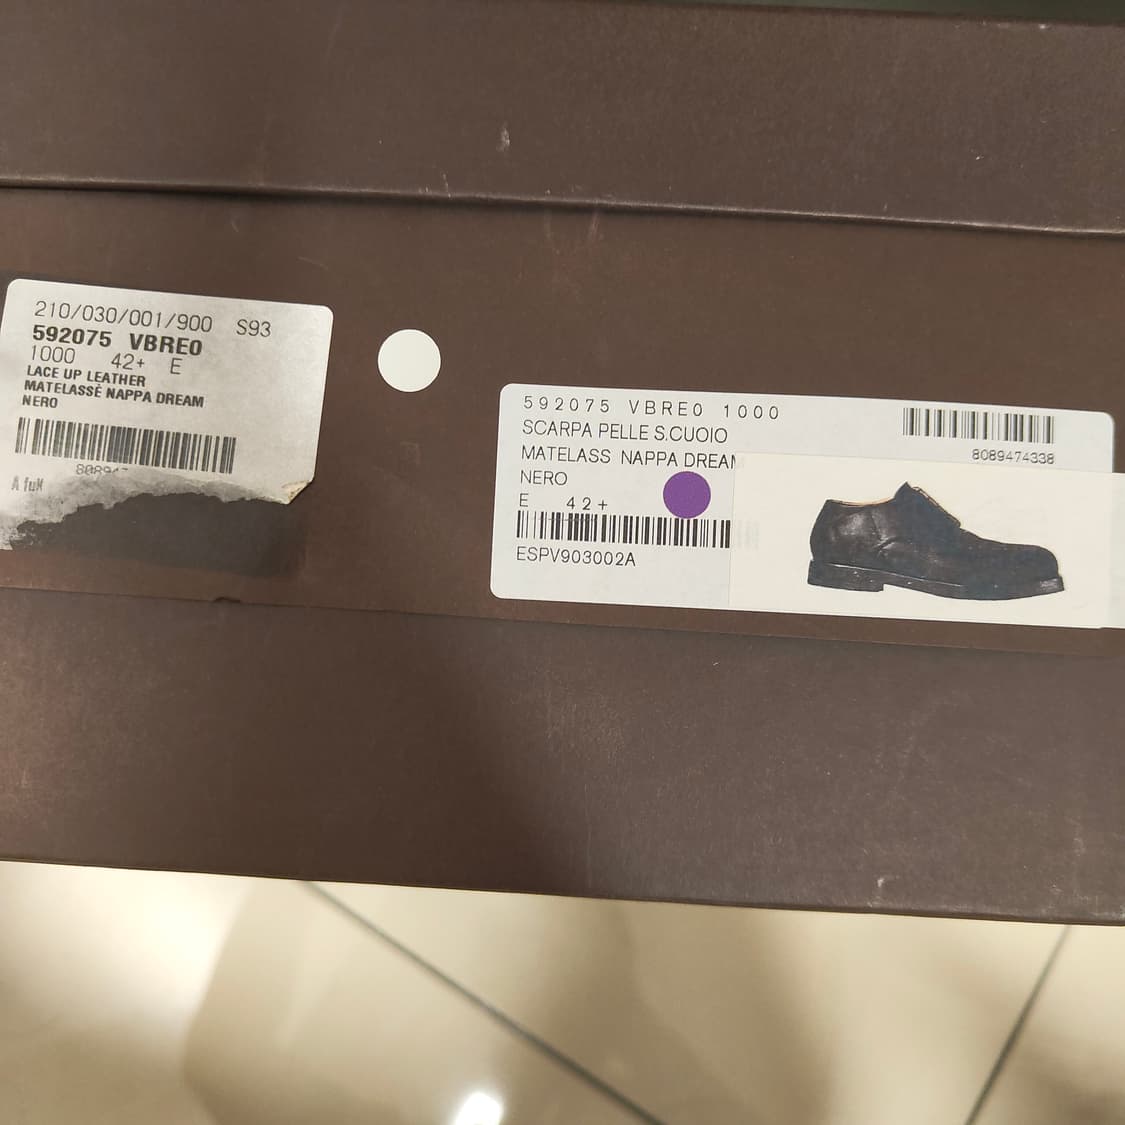 210/030/001/900 S93
592075 VBRE0
1000 42+ E
LACE UP LEATHER
MATELASSÈ NAPPA DREAM
NERO
A full
592075 VBRE0 1000
SCARPA PELLE S.CUOIO
8089474338
MATELASS NAPPA DREAM
NERO
E 42+
ESPV903002A